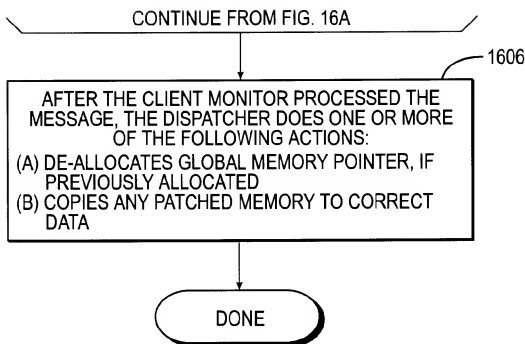 CONTINUE FROM FIG. 16A
1606
AFTER THE CLIENT MONITOR PROCESSED THE
MESSAGE, THE DISPATCHER DOES ONE OR MORE
OF THE FOLLOWING ACTIONS:
(A) DE-ALLOCATES GLOBAL MEMORY POINTER, IF
PREVIOUSLY ALLOCATED
(B) COPIES ANY PATCHED MEMORY TO CORRECT
DATA
DONE